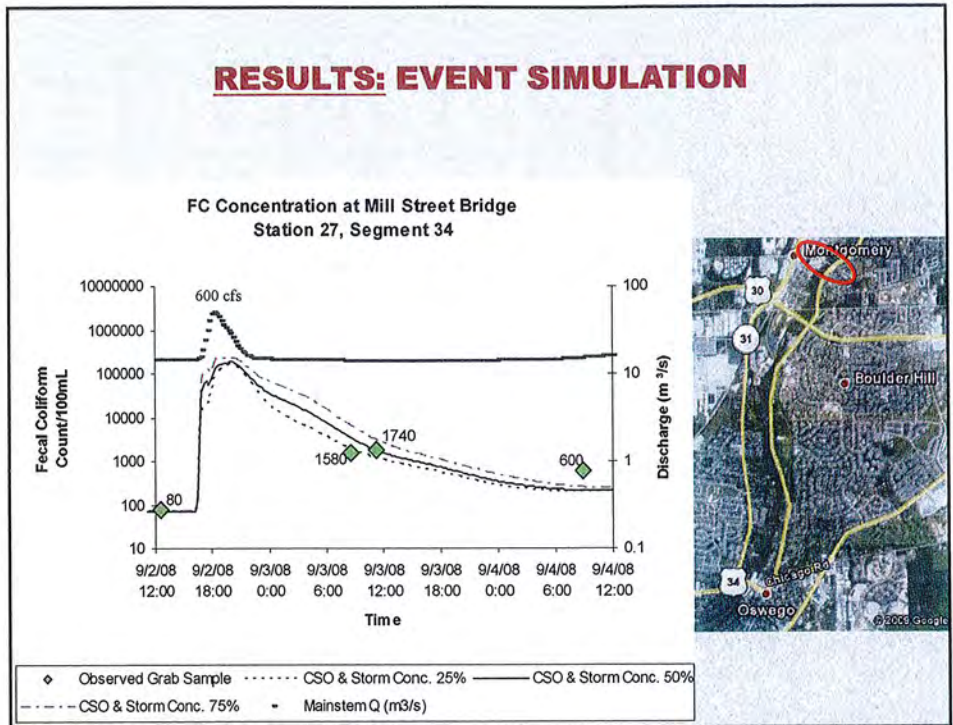 RESULTS: EVENT SIMULATION
FC Concentration at Mill Street Bridge
Station 27, Segment 34
Fecal Coliform
Count/100mL
10000000
1000000
100000
10000
1000
100
10
600 cfs
80
1580
1740
600
100
10
1
0.1
Discharge (m³/s)
9/2/08 9/2/08 9/3/08 9/3/08 9/3/08 9/3/08 9/4/08 9/4/08 9/4/08
12:00 18:00 0:00 6:00 12:00 18:00 0:00 6:00 12:00
Time
Observed Grab Sample CSO & Storm Conc. 25% CSO & Storm Conc. 50%
CSO & Storm Conc. 75% Mainstem Q (m3/s)
Montgomery
30
31
Boulder Hill
34
Chicago Rd
Oswego
© 2009 Google